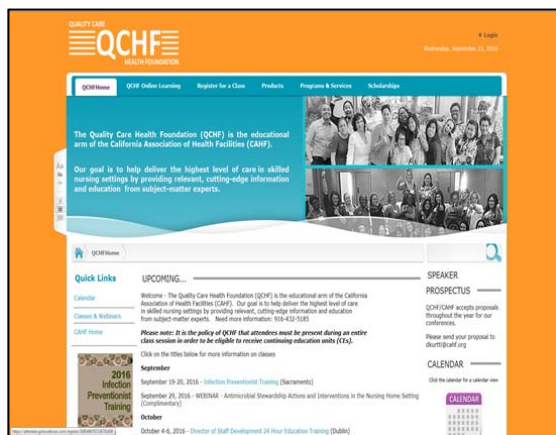 QUALITY CARE
QCHF
HEALTH FOUNDATION
Login
Wednesday, September 21, 2016
QCHFHome
QCHF Online Learning
Register for a Class
Products
Programs & Services
Scholarships
The Quality Care Health Foundation (QCHF) is the educational
arm of the California Association of Health Facilities (CAHF).
Our goal is to help deliver the highest level of care in skilled
nursing settings by providing relevant, cutting-edge information
and education from subject-matter experts.
QCHFHome
Quick Links
Calendar
Classes & Webinars
CAHF Home
2016
Infection
Preventionist
Training
UPCOMING...
Welcome - The Quality Care Health Foundation (QCHF) is the educational arm of the California
Association of Health Facilities (CAHF). Our goal is to help deliver the highest level of care
in skilled nursing settings by providing relevant, cutting-edge information and education
from subject-matter experts. Need more information: 916-432-5185
Please note: It is the policy of QCHF that attendees must be present during an entire
class session in order to be eligible to receive continuing education units (CEs).
Click on the titles below for more information on classes
September
September 19-20, 2016 - Infection Preventionist Training (Sacramento)
September 29, 2016 - WEBINAR - Antimicrobial Stewardship Actions and Interventions in the Nursing Home Setting
(Complimentary)
October
October 4-6, 2016 - Director of Staff Development 24 Hour Education Training (Dublin)
SPEAKER
PROSPECTUS
QCHF/CAHF accepts proposals
throughout the year for our
conferences.
Please send your proposal to
dkurtti@cahf.org
CALENDAR
Click the calendar for a calendar view
CALENDAR